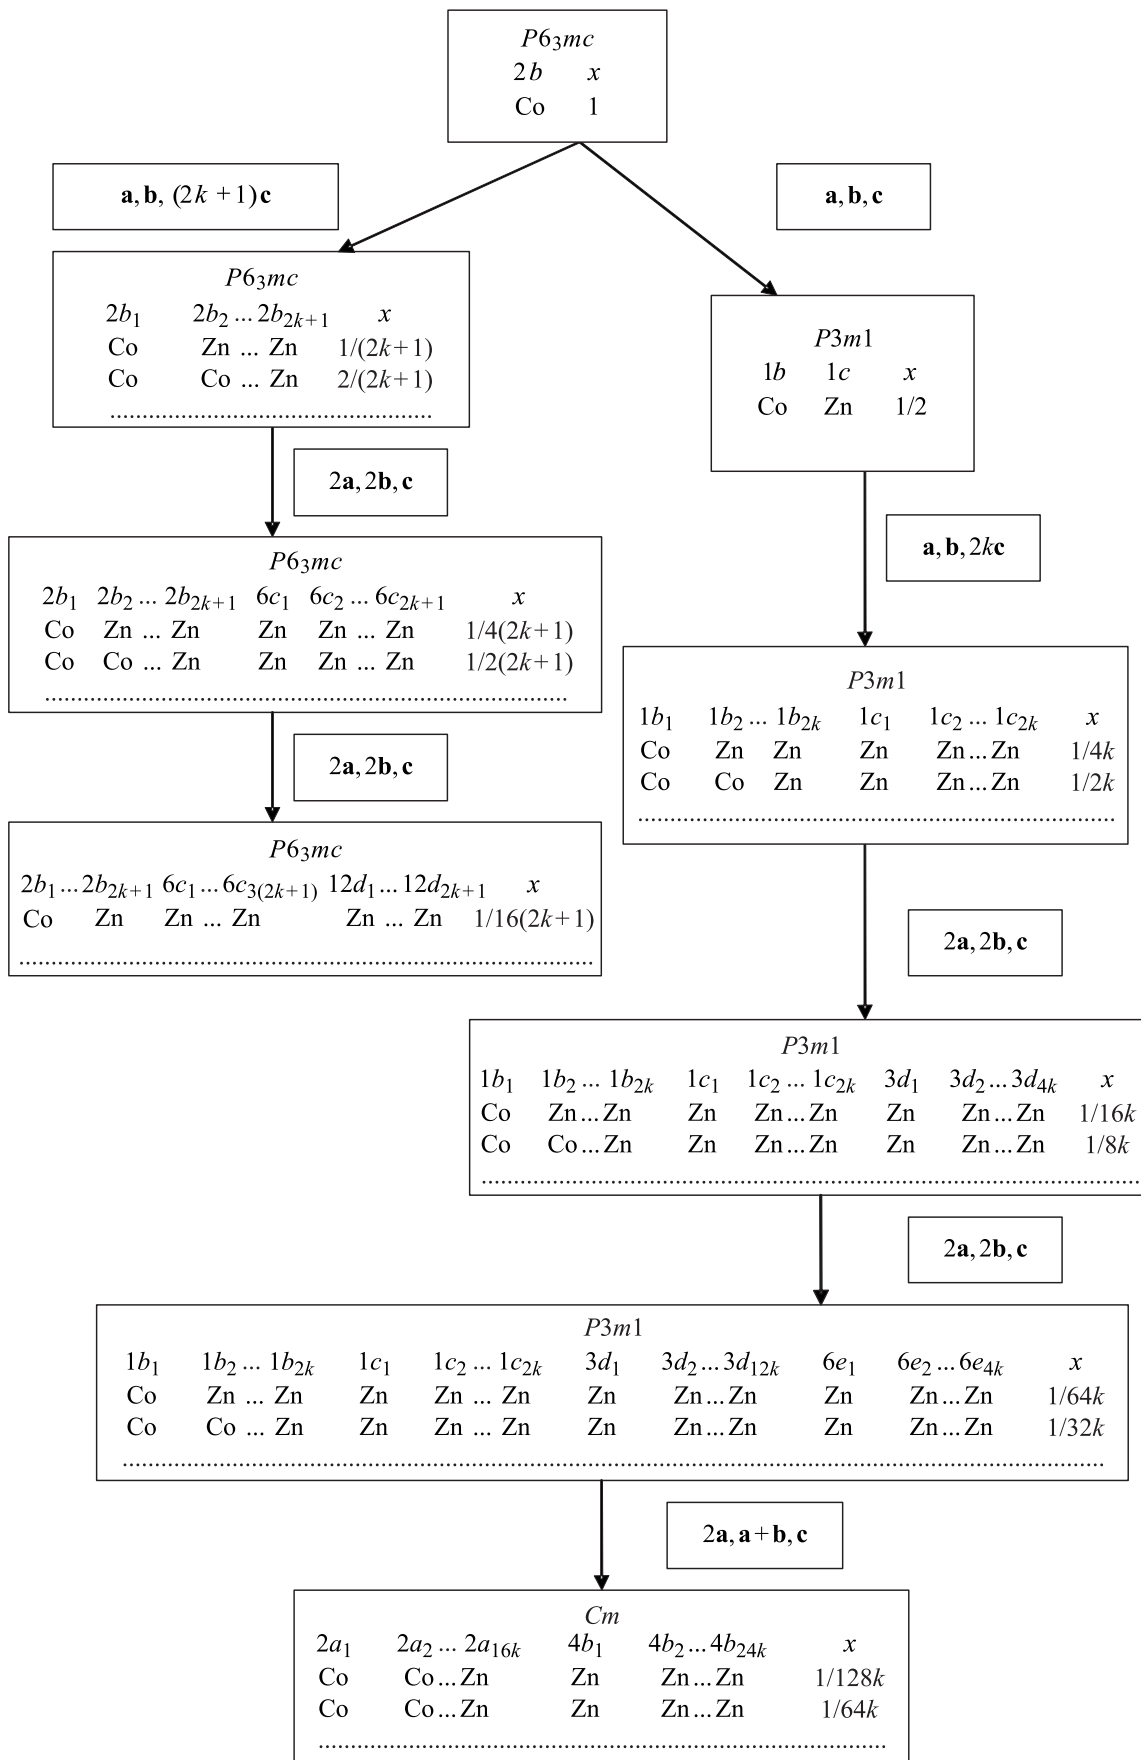 P6₃mc
2b x
Co 1
a, b, (2k+1)c
a, b, c
P6₃mc
2b₁ 2b₂ ... 2b₂ₖ₊₁ x
Co Zn ... Zn 1/(2k+1)
Co Co ... Zn 2/(2k+1)
................................................
P3m1
1b 1c x
Co Zn 1/2
2a, 2b, c
a, b, 2kc
P6₃mc
2b₁ 2b₂ ... 2b₂ₖ₊₁ 6c₁ 6c₂ ... 6c₂ₖ₊₁ x
Co Zn ... Zn Zn Zn ... Zn 1/4(2k+1)
Co Co ... Zn Zn Zn ... Zn 1/2(2k+1)
................................................
2a, 2b, c
P3m1
1b₁ 1b₂ ... 1b₂ₖ 1c₁ 1c₂ ... 1c₂ₖ x
Co Zn Zn Zn Zn...Zn 1/4k
Co Co Zn Zn Zn...Zn 1/2k
................................................
P6₃mc
2b₁...2b₂ₖ₊₁ 6c₁...6c₃₍₂ₖ₊₁₎ 12d₁...12d₂ₖ₊₁ x
Co Zn Zn ... Zn Zn ... Zn 1/16(2k+1)
................................................
2a, 2b, c
P3m1
1b₁ 1b₂ ... 1b₂ₖ 1c₁ 1c₂ ... 1c₂ₖ 3d₁ 3d₂...3d₄ₖ x
Co Zn...Zn Zn Zn...Zn Zn Zn...Zn 1/16k
Co Co...Zn Zn Zn...Zn Zn Zn...Zn 1/8k
................................................
2a, 2b, c
P3m1
1b₁ 1b₂ ... 1b₂ₖ 1c₁ 1c₂ ... 1c₂ₖ 3d₁ 3d₂...3d₁₂ₖ 6e₁ 6e₂...6e₄ₖ x
Co Zn ... Zn Zn Zn ... Zn Zn Zn...Zn Zn Zn...Zn 1/64k
Co Co ... Zn Zn Zn ... Zn Zn Zn...Zn Zn Zn...Zn 1/32k
................................................
2a, a+b, c
Cm
2a₁ 2a₂ ... 2a₁₆ₖ 4b₁ 4b₂...4b₂₄ₖ x
Co Co...Zn Zn Zn...Zn 1/128k
Co Co...Zn Zn Zn...Zn 1/64k
................................................